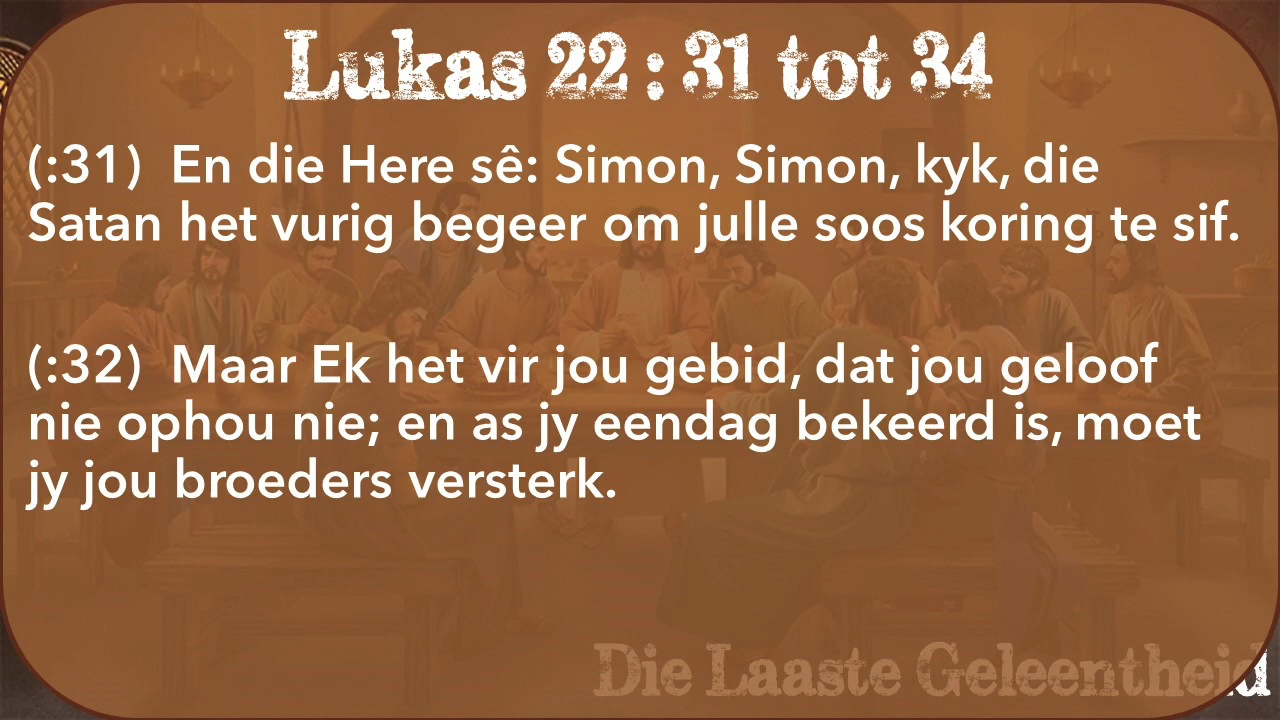 Lukas 22 : 31 tot 34
(:31) En die Here sê: Simon, Simon, kyk, die
Satan het vurig begeer om julle soos koring te sif.
(:32) Maar Ek het vir jou gebid, dat jou geloof
nie ophou nie; en as jy eendag bekeerd is, moet
jy jou broeders versterk.
Die Laaste Geleentheid